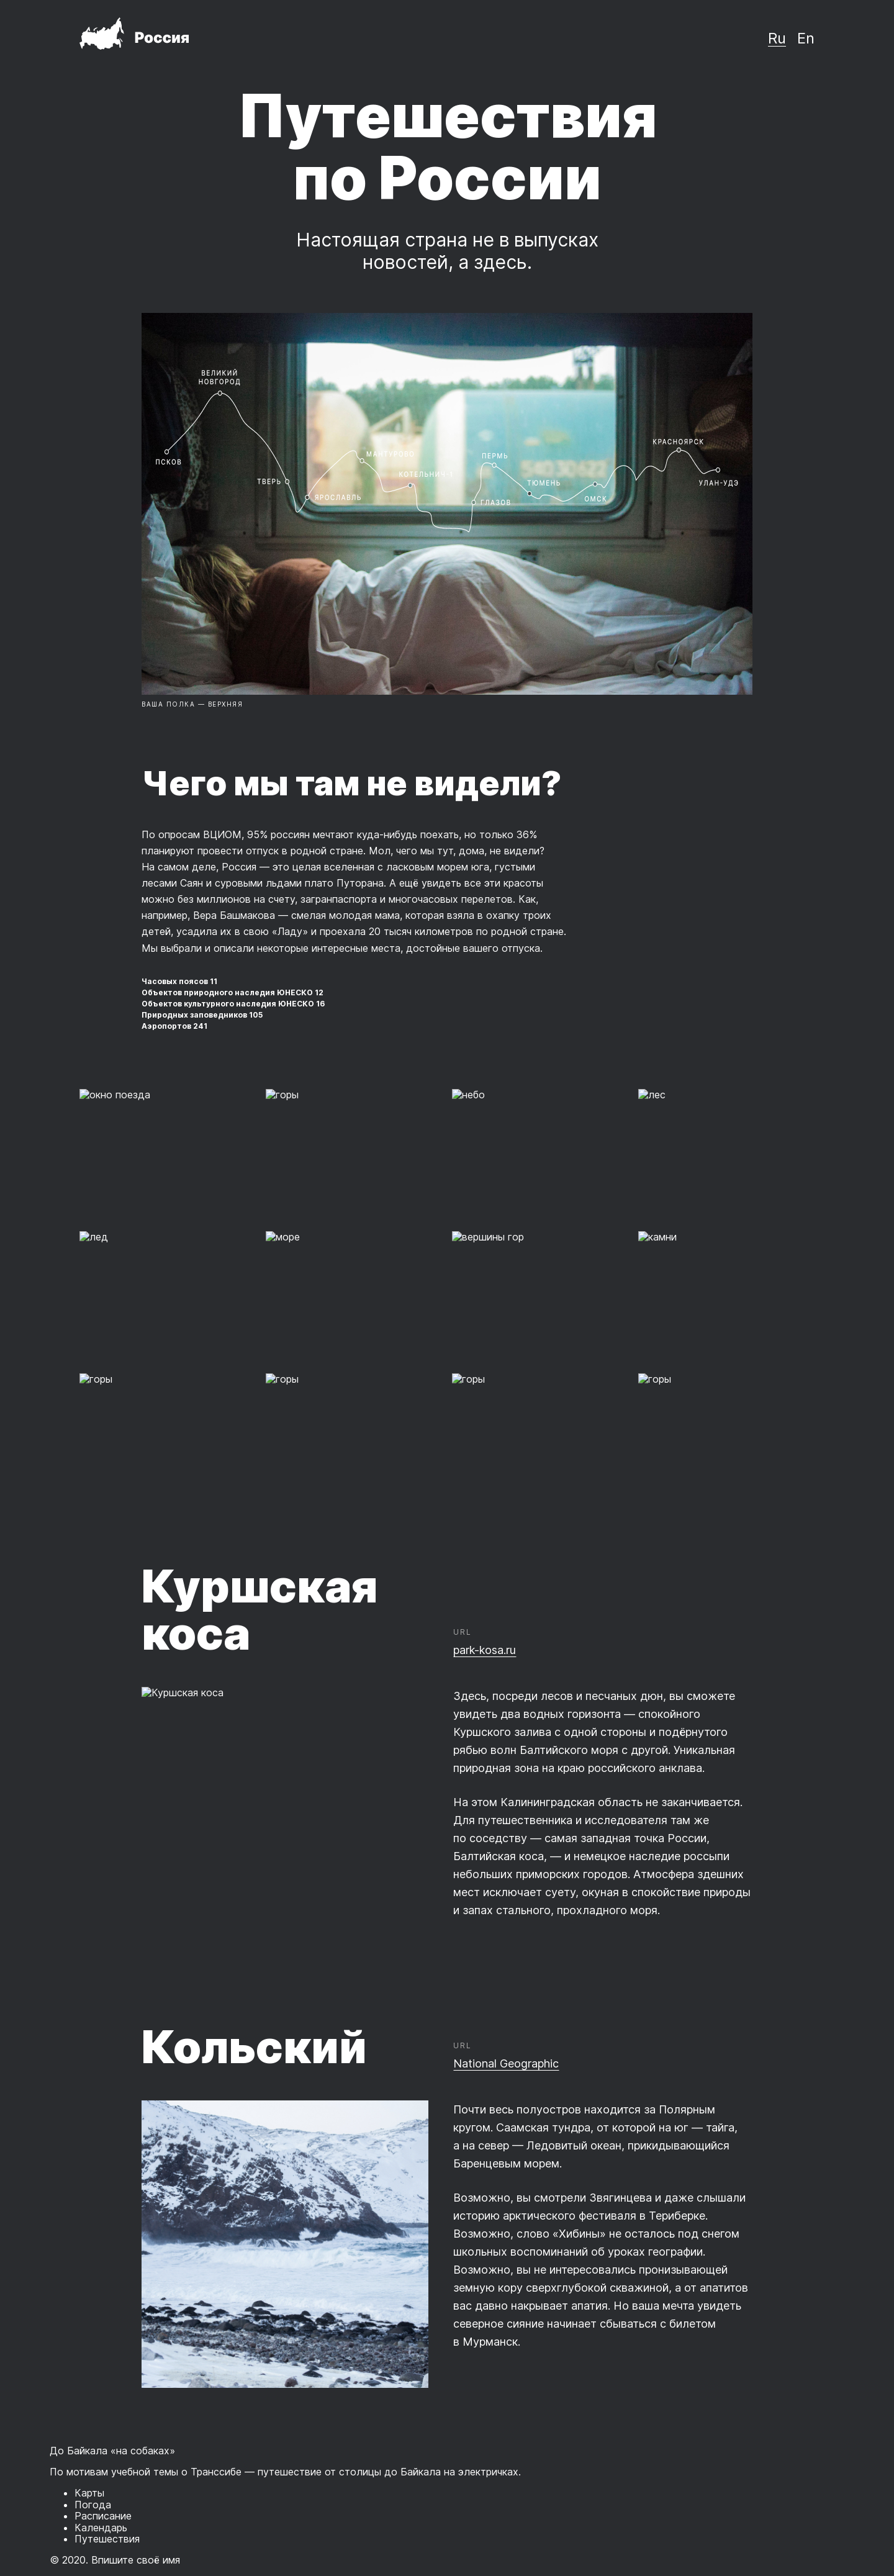 Россия
Ru En
Путешествия
по России
Настоящая страна не в выпусках
новостей, а здесь.
ВЕЛИКИЙ
НОВГОРОД
ПСКОВ
ТВЕРЬ
ЯРОСЛАВЛЬ
МАНТУРОВО
КОТЕЛЬНИЧ
ПЕРМЬ
ГЛАЗОВ
ТЮМЕНЬ
ОМСК
КРАСНОЯРСК
УЛАН-УДЭ
ВАША ПОЛКА — ВЕРХНЯЯ
Чего мы там не видели?
По опросам ВЦИОМ, 95% россиян мечтают куда-нибудь поехать, но только 36%
планируют провести отпуск в родной стране. Мол, чего мы тут, дома, не видели?
На самом деле, Россия — это целая вселенная с ласковым морем юга, густыми
лесами Саян и суровыми льдами плато Путорана. А ещё увидеть все эти красоты
можно без миллионов на счету, загранпаспорта и многочасовых перелетов. Как,
например, Вера Башмакова — смелая молодая мама, которая взяла в охапку троих
детей, усадила их в свою «Ладу» и проехала 20 тысяч километров по родной стране.
Мы выбрали и описали некоторые интересные места, достойные вашего отпуска.
Часовых поясов 11
Объектов природного наследия ЮНЕСКО 12
Объектов культурного наследия ЮНЕСКО 16
Природных заповедников 105
Аэропортов 241
окно поезда горы небо лес
лед море вершины гор камни
горы горы горы горы
Куршская
коса
URL
park-kosa.ru
Куршская коса
Здесь, посреди лесов и песчаных дюн, вы сможете
увидеть два водных горизонта — спокойного
Куршского залива с одной стороны и подёрнутого
рябью волн Балтийского моря с другой. Уникальная
природная зона на краю российского анклава.
На этом Калининградская область не заканчивается.
Для путешественника и исследователя там же
по соседству — самая западная точка России,
Балтийская коса, — и немецкое наследие россыпи
небольших приморских городов. Атмосфера здешних
мест исключает суету, окуная в спокойствие природы
и запах стального, прохладного моря.
Кольский
URL
National Geographic
Почти весь полуостров находится за Полярным
кругом. Саамская тундра, от которой на юг — тайга,
а на север — Ледовитый океан, прикидывающийся
Баренцевым морем.
Возможно, вы смотрели Звягинцева и даже слышали
историю арктического фестиваля в Териберке.
Возможно, слово «Хибины» не осталось под снегом
школьных воспоминаний об уроках географии.
Возможно, вы не интересовались пронизывающей
земную кору сверхглубокой скважиной, а от апатитов
вас давно накрывает апатия. Но ваша мечта увидеть
северное сияние начинает сбываться с билетом
в Мурманск.
До Байкала «на собаках»
По мотивам учебной темы о Транссибе — путешествие от столицы до Байкала на электричках.
Карты
Погода
Расписание
Календарь
Путешествия
© 2020. Впишите своё имя